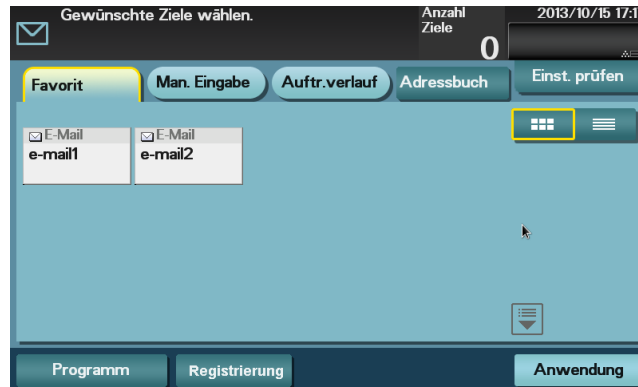 Gewünschte Ziele wählen.
Anzahl
Ziele
0
2013/10/15 17:1
Favorit
Man. Eingabe
Auftr.verlauf
Adressbuch
Einst. prüfen
E-Mail
e-mail1
E-Mail
e-mail2
Programm
Registrierung
Anwendung